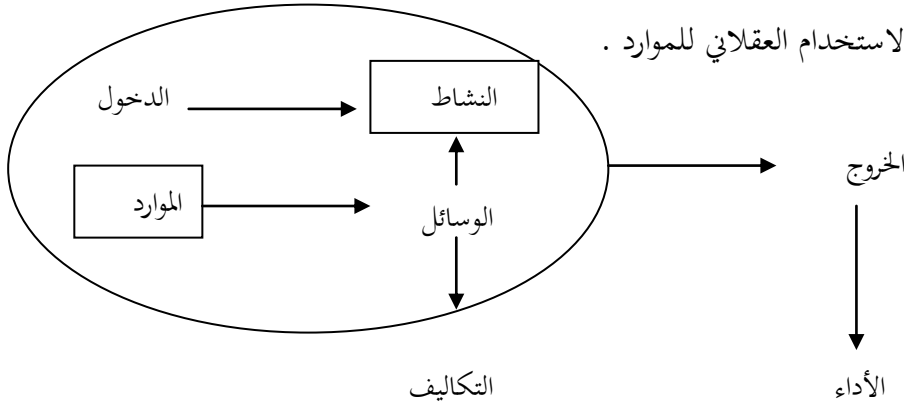 لاستخدام العقلاني للموارد .
الدخول
النشاط
الخروج
الموارد
الوسائل
التكاليف
الأداء